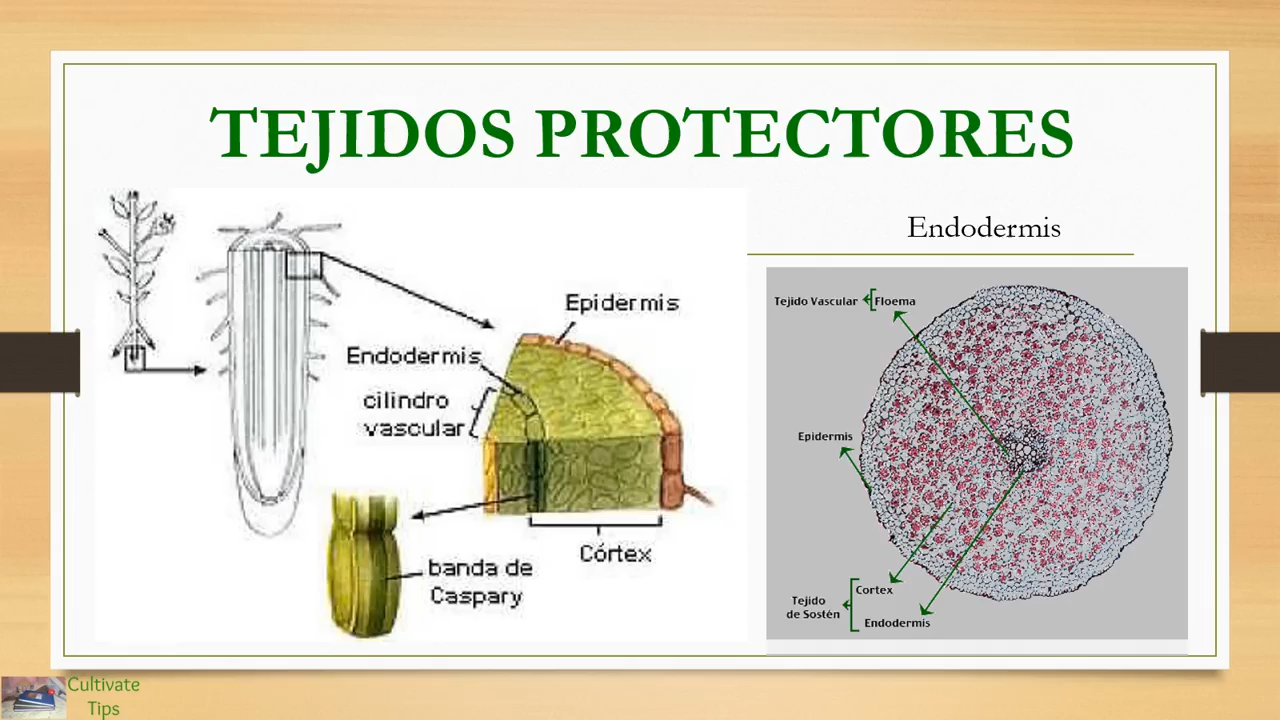 TEJIDOS PROTECTORES
Endodermis
Epidermis
Endodermis
cilindro
vascular
Córtex
banda de
Caspary
Tejido Vascular
Floema
Epidermis
Cortex
Tejido
de Sostén
Endodermis
Cultivate
Tips